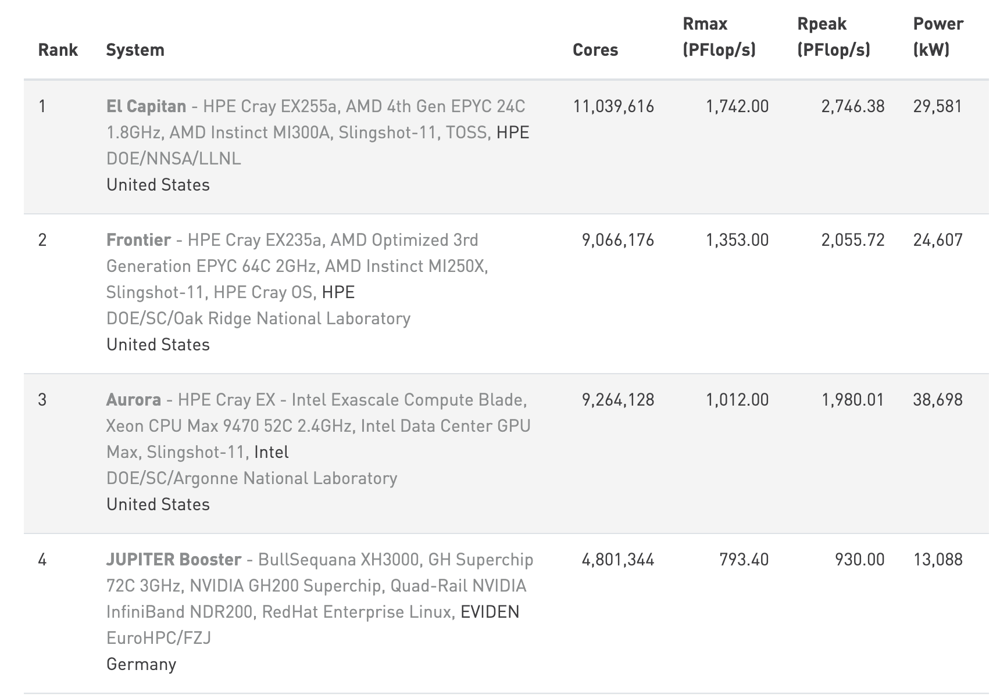 Rank System Cores Rmax (PFlop/s) Rpeak (PFlop/s) Power (kW)
1 El Capitan - HPE Cray EX255a, AMD 4th Gen EPYC 24C 11,039,616 1,742.00 2,746.38 29,581
1.8GHz, AMD Instinct MI300A, Slingshot-11, TOSS, HPE
DOE/NNSA/LLNL
United States
2 Frontier - HPE Cray EX235a, AMD Optimized 3rd 9,066,176 1,353.00 2,055.72 24,607
Generation EPYC 64C 2GHz, AMD Instinct MI250X,
Slingshot-11, HPE Cray OS, HPE
DOE/SC/Oak Ridge National Laboratory
United States
3 Aurora - HPE Cray EX - Intel Exascale Compute Blade, 9,264,128 1,012.00 1,980.01 38,698
Xeon CPU Max 9470 52C 2.4GHz, Intel Data Center GPU
Max, Slingshot-11, Intel
DOE/SC/Argonne National Laboratory
United States
4 JUPITER Booster - BullSequana XH3000, GH Superchip 4,801,344 793.40 930.00 13,088
72C 3GHz, NVIDIA GH200 Superchip, Quad-Rail NVIDIA
InfiniBand NDR200, RedHat Enterprise Linux, EVIDEN
EuroHPC/FZJ
Germany